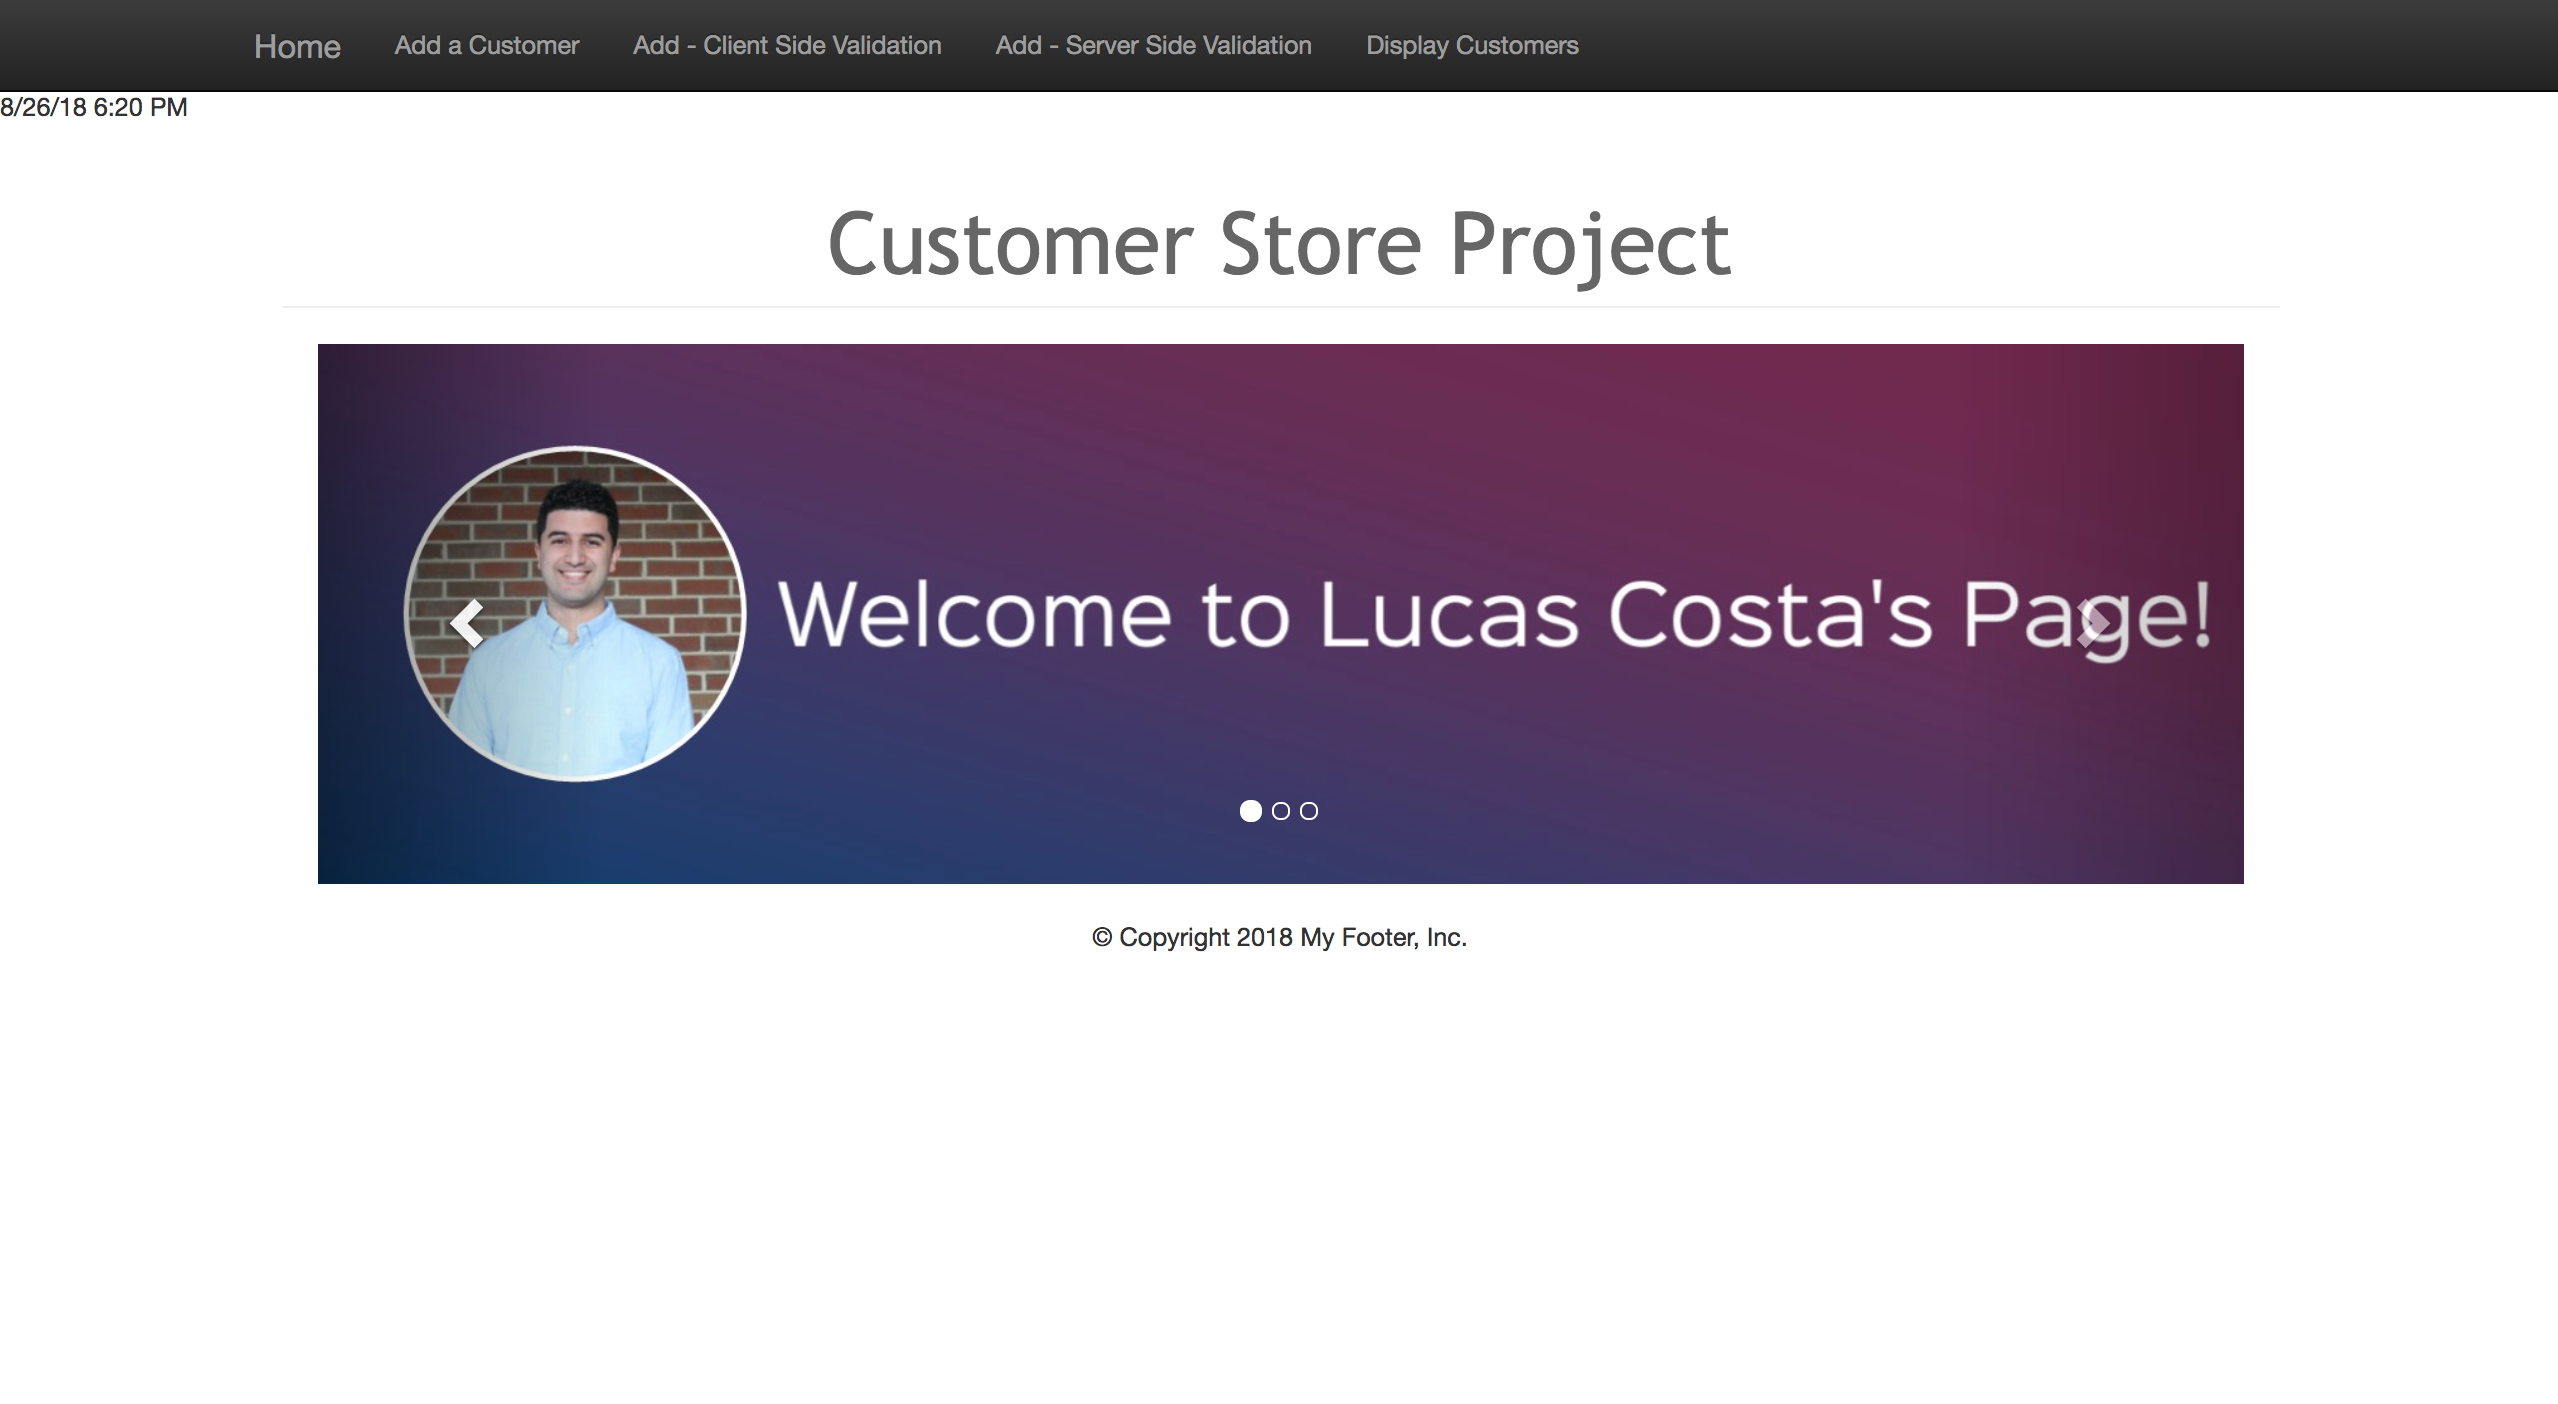 Home Add a Customer Add - Client Side Validation Add - Server Side Validation Display Customers
8/26/18 6:20 PM
Customer Store Project
Welcome to Lucas Costa's Page!
© Copyright 2018 My Footer, Inc.